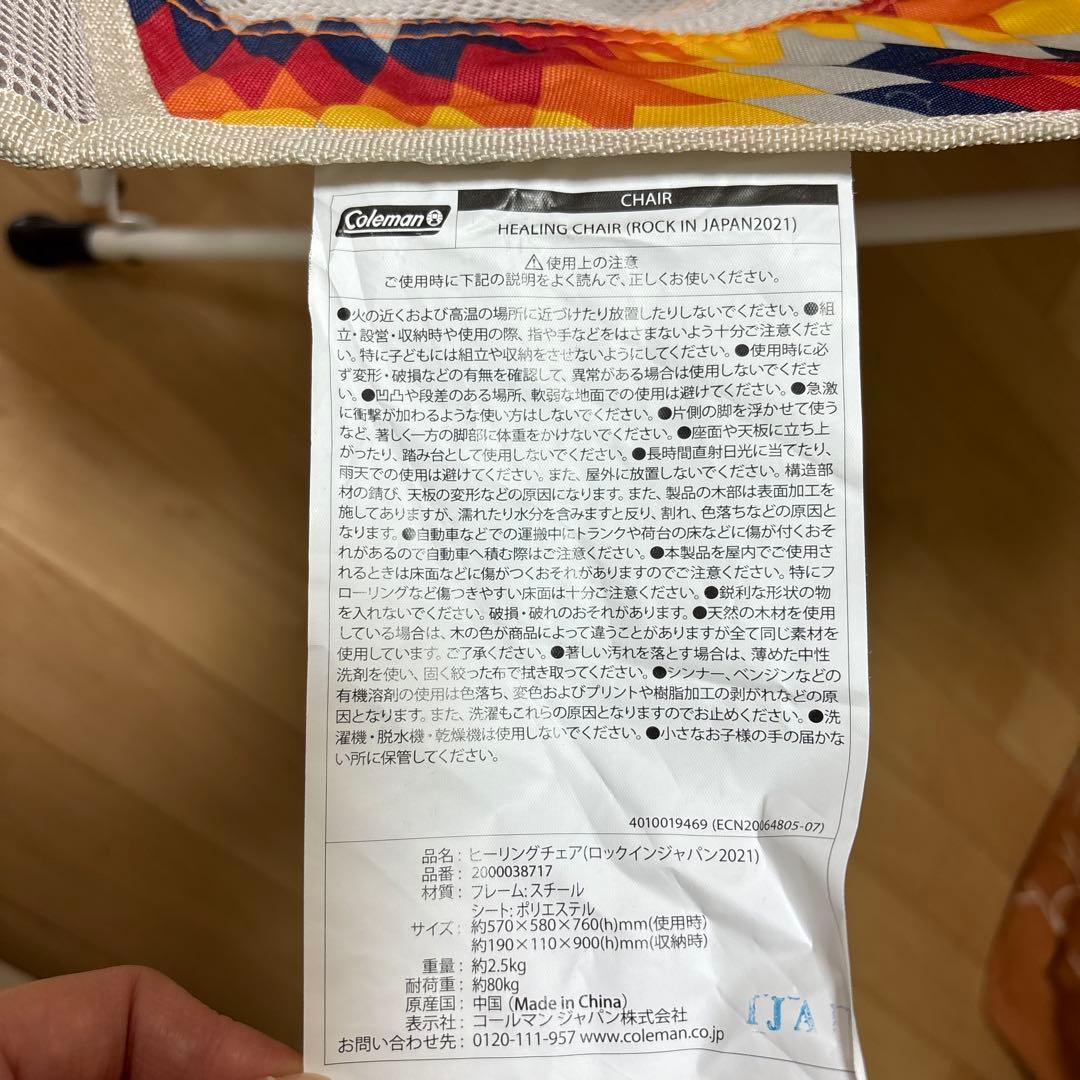 Coleman
CHAIR
HEALING CHAIR (ROCK IN JAPAN2021)
⚠使用上の注意
ご使用時に下記の説明をよく読んで、正しくお使いください。
●火の近くおよび高温の場所に近づけたり放置したりしないでください。●組
立・設営・収納時や使用の際、指や手などをはさまないよう十分ご注意くださ
い。特に子どもには組立や収納をさせないようにしてください。●使用時に必
ず変形・破損などの有無を確認して、異常がある場合は使用しないでくださ
い。●凹凸や段差のある場所、軟弱な地面での使用は避けてください。●急激
に衝撃が加わるような使い方はしないでください。●片側の脚を浮かせて使う
など、著しく一方の脚部に体重をかけないでください。●座面や天板に立ち上
がったり、踏み台として使用しないでください。●長時間直射日光に当てたり、
雨天での使用は避けてください。また、屋外に放置しないでください。構造部
材の錆び、天板の変形などの原因になります。また、製品の木部は表面加工を
施してありますが、濡れたり水分を含みますと反り、割れ、色落ちなどの原因と
なります。●自動車などでの運搬中にトランクや荷台の床などに傷が付くおそ
れがあるので自動車へ積む際はご注意ください。●本製品を屋内でご使用さ
れるときは床面などに傷がつくおそれがありますのでご注意ください。特にフ
ローリングなど傷つきやすい床面は十分ご注意ください。●鋭利な形状の物
を入れないでください。破損・破れのおそれがあります。●天然の木材を使用
している場合は、木の色が商品によって違うことがありますが全て同じ素材を
使用しています。ご了承ください。●著しい汚れを落とす場合は、薄めた中性
洗剤を使い、固く絞った布で拭き取ってください。●シンナー、ベンジンなどの
有機溶剤の使用は色落ち、変色およびプリントや樹脂加工の剥がれなどの原
因となります。また、洗濯もこれらの原因となりますのでお止めください。●洗
濯機・脱水機・乾燥機は使用しないでください。●小さなお子様の手の届かな
い所に保管してください。
4010019469 (ECN20064805-07)
品名: ヒーリングチェア(ロックインジャパン2021)
品番: 2000038717
材質: フレーム: スチール
シート: ポリエステル
サイズ: 約570×580×760(h)mm(使用時)
約190×110×900(h)mm(収納時)
重量: 約2.5kg
耐荷重: 約80kg
原産国: 中国 (Made in China)
表示社: コールマン ジャパン株式会社
お問い合わせ先: 0120-111-957 www.coleman.co.jp